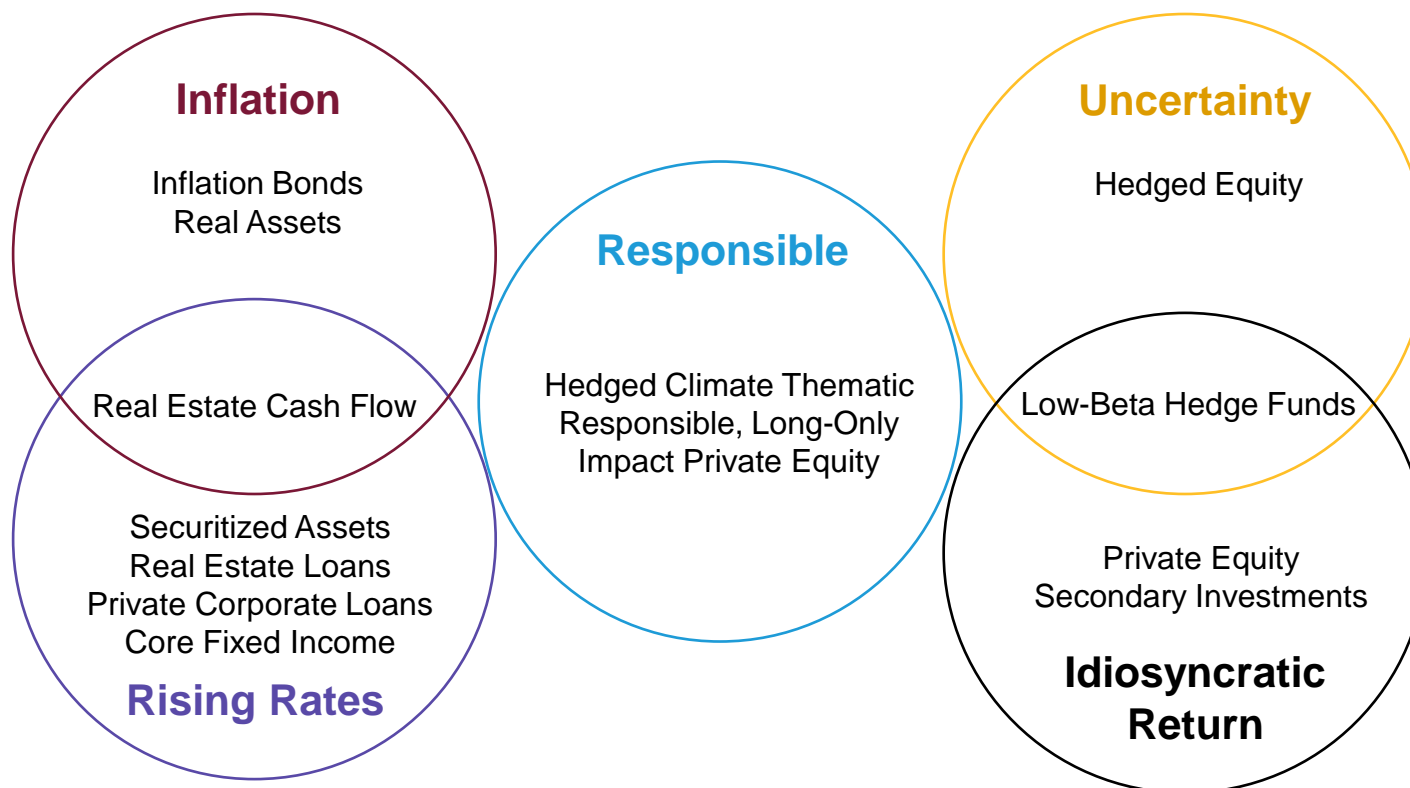 Inflation
Inflation Bonds
Real Assets
Real Estate Cash Flow
Securitized Assets
Real Estate Loans
Private Corporate Loans
Core Fixed Income
Rising Rates
Responsible
Hedged Climate Thematic
Responsible, Long-Only
Impact Private Equity
Uncertainty
Hedged Equity
Low-Beta Hedge Funds
Private Equity
Secondary Investments
Idiosyncratic
Return